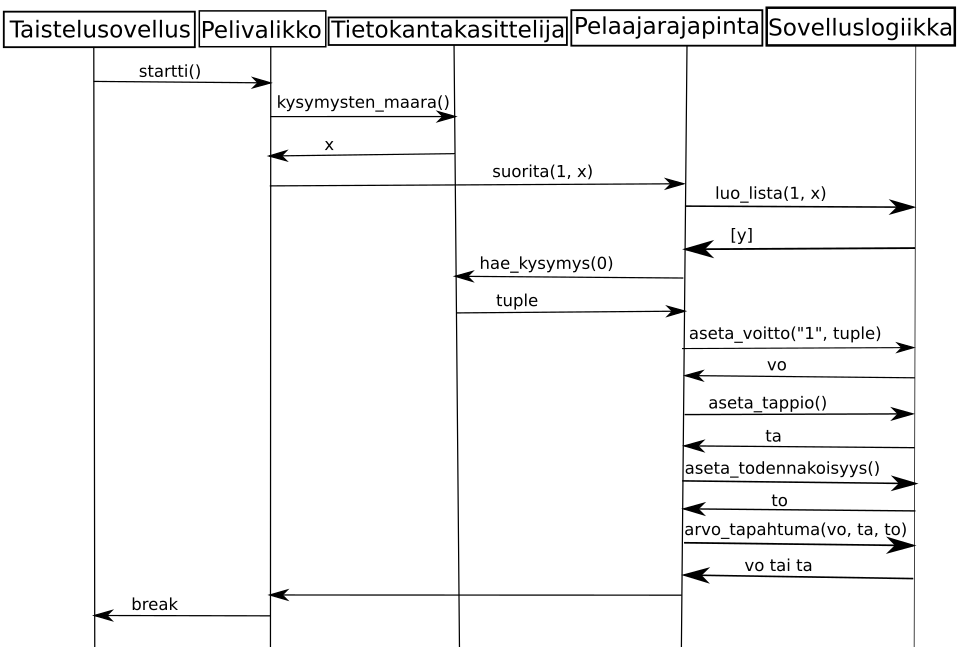 Taistelusovellus
Pelivalikko
Tietokantakasittelija
Pelaajarajapinta
Sovelluslogiikka
startti()
kysymysten_maara()
x
suorita(1, x)
luo_lista(1, x)
[y]
hae_kysymys(0)
tuple
aseta_voitto("1", tuple)
vo
aseta_tappio()
ta
aseta_todennakoisyys()
to
arvo_tapahtuma(vo, ta, to)
vo tai ta
break